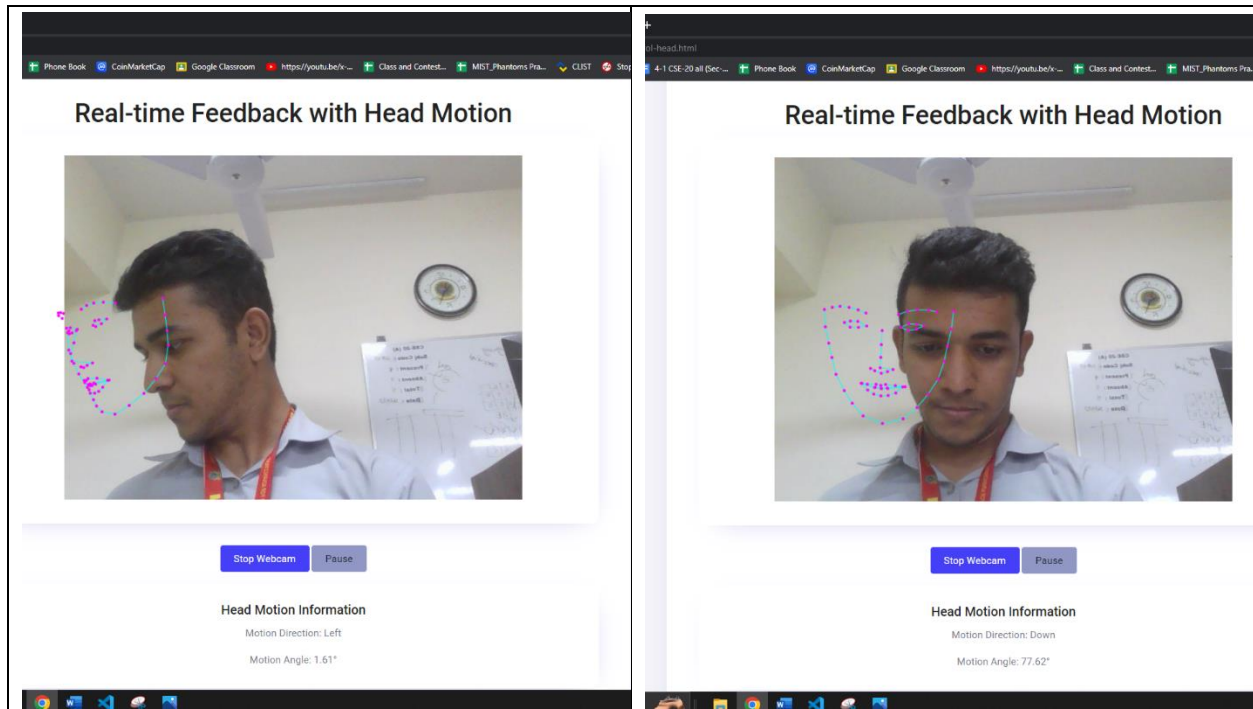 Phone Book CoinMarketCap Google Classroom https://youtu.be/x-... Class and Contest... MIST_Phantoms Pra... CLIST Stop
Real-time Feedback with Head Motion
Stop Webcam Pause
Head Motion Information
Motion Direction: Left
Motion Angle: 1.61°
ol-head.html
4-1 CSE-20 all (Sec-... Phone Book CoinMarketCap Google Classroom https://youtu.be/x-... Class and Contest... MIST_Phantoms Pra...
Real-time Feedback with Head Motion
Stop Webcam Pause
Head Motion Information
Motion Direction: Down
Motion Angle: 77.62°